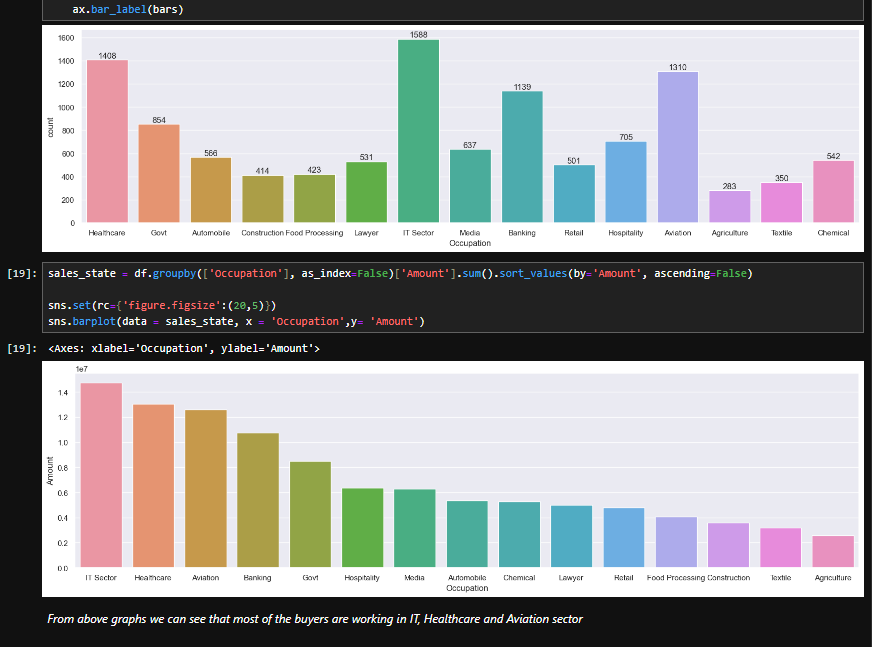 ax.bar_label(bars)
1588
1600
1408
1400
1310
1200
1139
1000
854
count
800
705
637
600
566
531
542
501
414
423
400
350
283
200
0
Healthcare Govt Automobile Construction Food Processing Lawyer IT Sector Media Banking Retail Hospitality Aviation Agriculture Textile Chemical
Occupation
[19]: sales_state = df.groupby(['Occupation'], as_index=False)['Amount'].sum().sort_values(by='Amount', ascending=False)
sns.set(rc={'figure.figsize':(20,5)})
sns.barplot(data = sales_state, x = 'Occupation',y= 'Amount')
[19]: <Axes: xlabel='Occupation', ylabel='Amount'>
1e7
1.4
1.2
1.0
Amount
0.8
0.6
0.4
0.2
0.0
IT Sector Healthcare Aviation Banking Govt Hospitality Media Automobile Chemical Lawyer Retail Food Processing Construction Textile Agriculture
Occupation
From above graphs we can see that most of the buyers are working in IT, Healthcare and Aviation sector